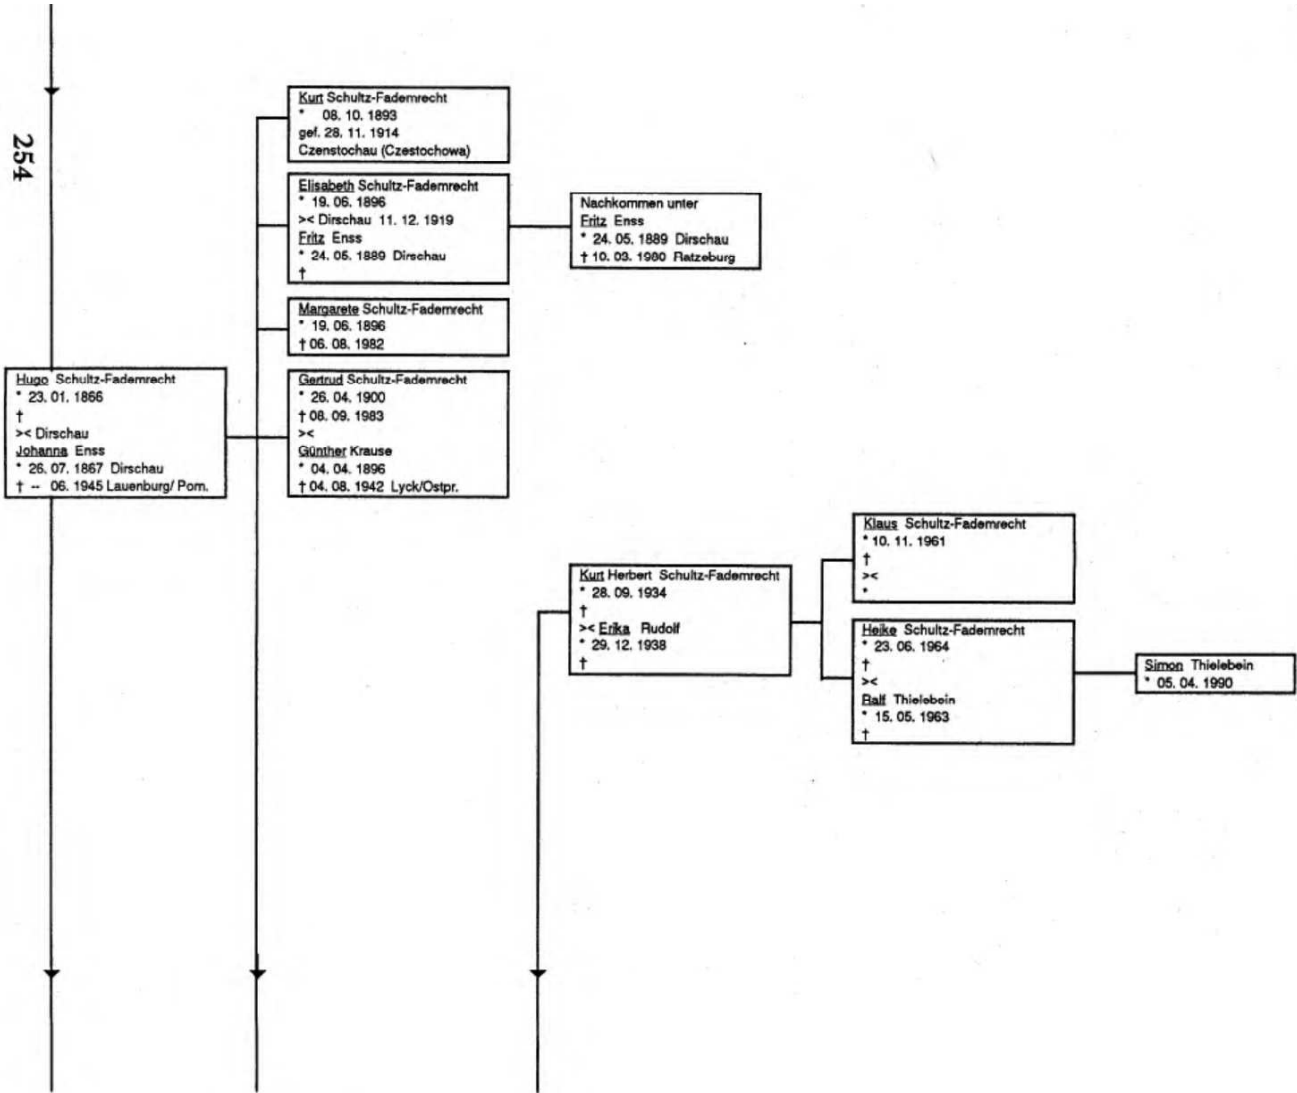 254
Kurt Schultz-Fademrecht
* 08. 10. 1893
gef. 28. 11. 1914
Czenstochau (Czestochowa)
Elisabeth Schultz-Fademrecht
* 19. 06. 1896
>< Dirschau 11. 12. 1919
Fritz Enss
* 24. 05. 1889 Dirschau
†
Nachkommen unter
Fritz Enss
* 24. 05. 1889 Dirschau
† 10. 03. 1980 Ratzeburg
Margarete Schultz-Fademrecht
* 19. 06. 1896
† 06. 08. 1982
Hugo Schultz-Fademrecht
* 23. 01. 1866
†
>< Dirschau
Johanna Enss
* 26. 07. 1867 Dirschau
† -- 06. 1945 Lauenburg/ Pom.
Gertrud Schultz-Fademrecht
* 26. 04. 1900
† 08. 09. 1983
><
Günther Krause
* 04. 04. 1896
† 04. 08. 1942 Lyck/Ostpr.
Kurt Herbert Schultz-Fademrecht
* 28. 09. 1934
†
>< Erika Rudolf
* 29. 12. 1938
†
Klaus Schultz-Fademrecht
* 10. 11. 1961
†
><
*
Heike Schultz-Fademrecht
* 23. 06. 1964
†
><
Ralf Thielebein
* 15. 05. 1963
†
Simon Thielebein
* 05. 04. 1990